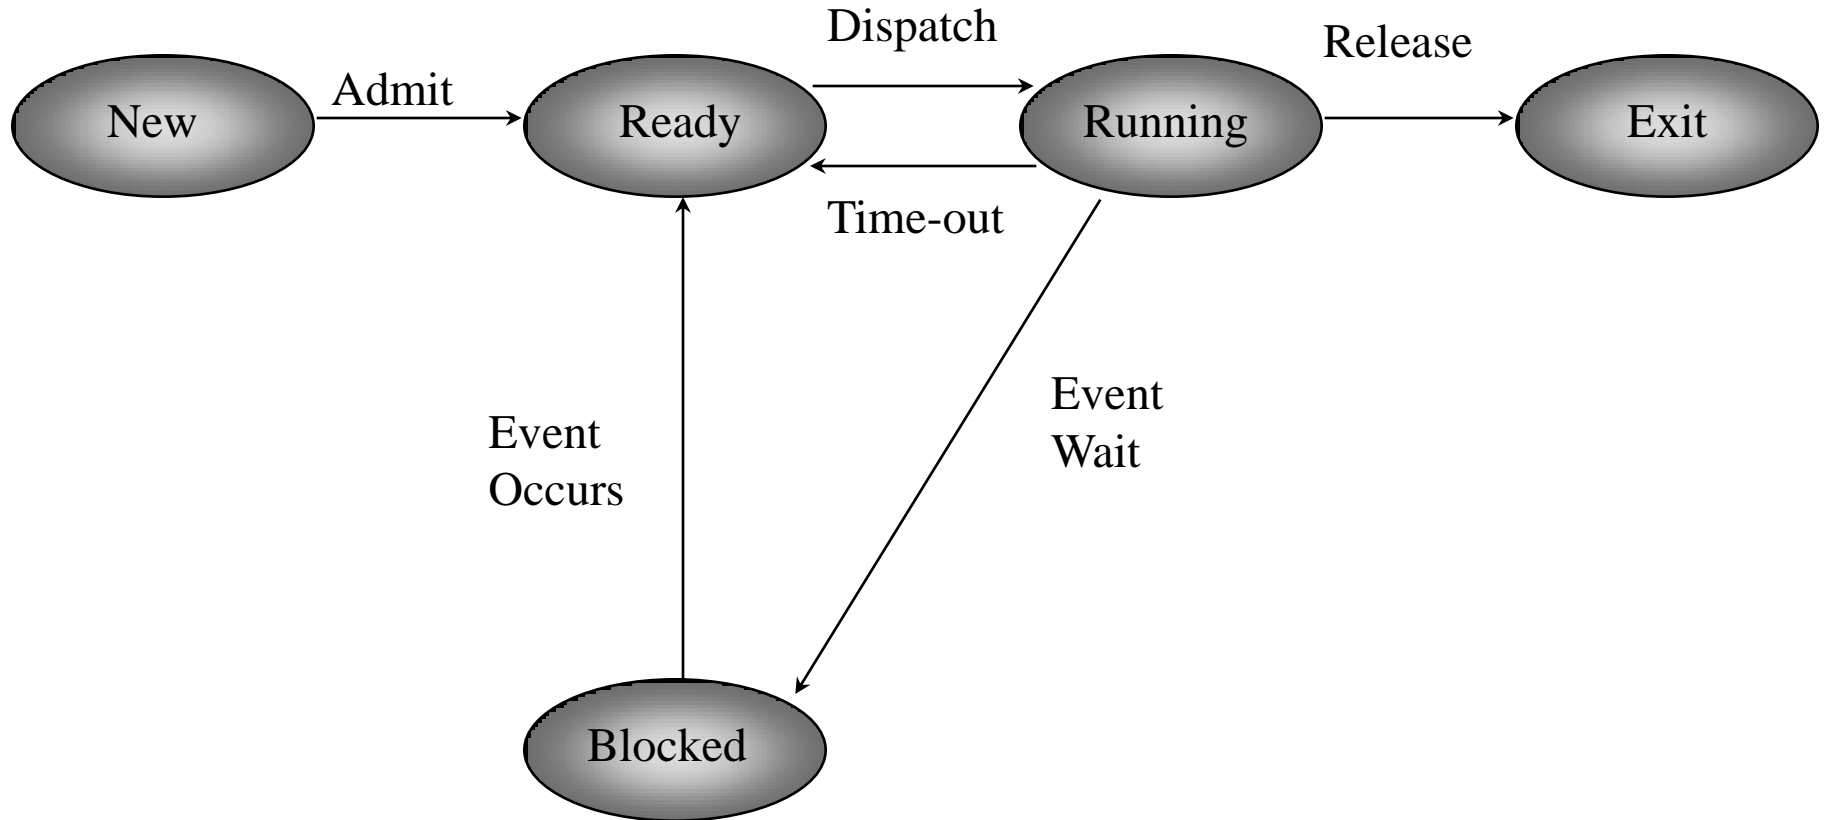 Dispatch
Release
Admit
New
Ready
Running
Exit
Time-out
Event
Wait
Event
Occurs
Blocked